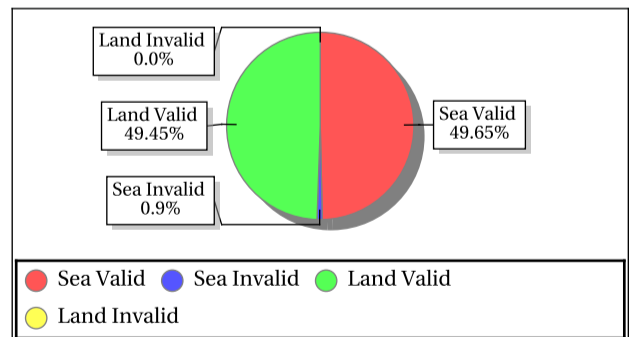 Land Invalid
0.0%
Land Valid
49.45%
Sea Valid
49.65%
Sea Invalid
0.9%
Sea Valid Sea Invalid Land Valid
Land Invalid